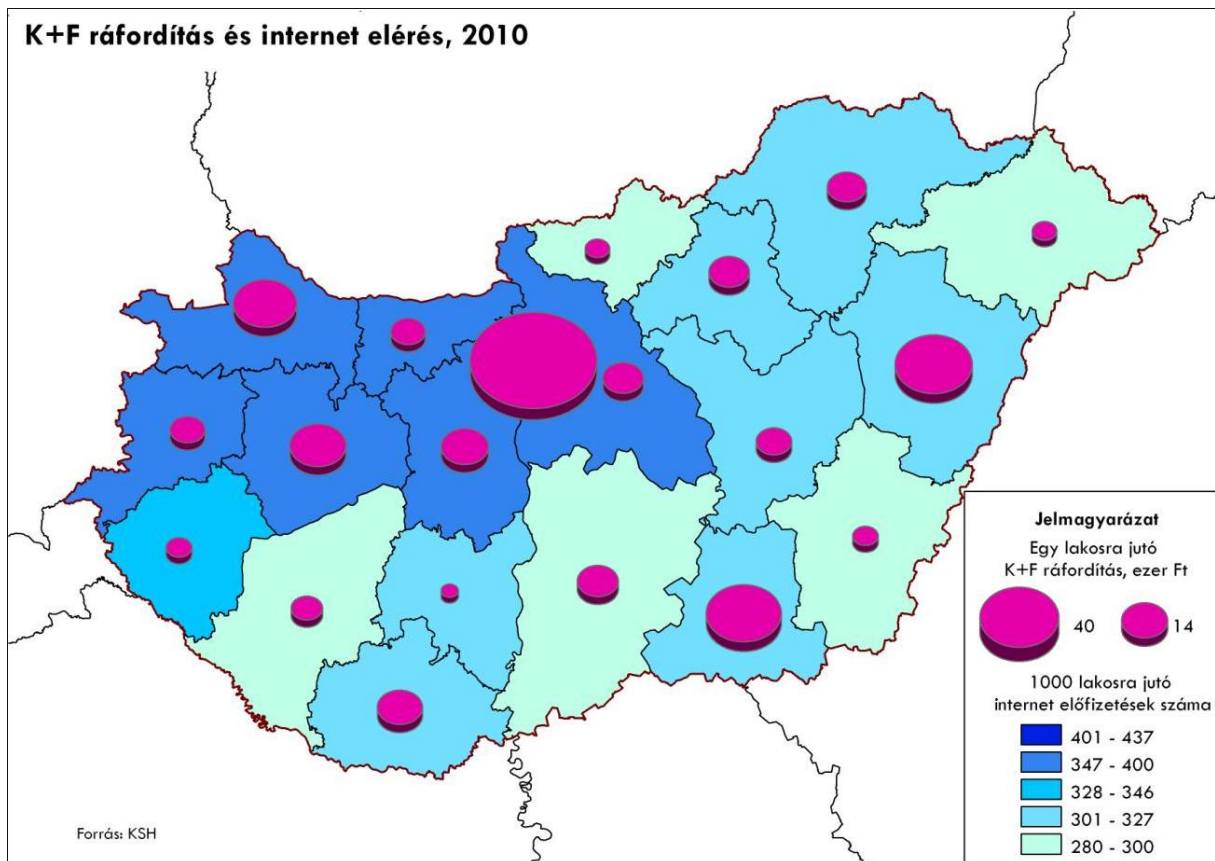 K+F ráfordítás és internet elérés, 2010
Jelmagyarázat
Egy lakosra jutó
K+F ráfordítás, ezer Ft
40 14
1000 lakosra jutó
internet előfizetések száma
401 - 437
347 - 400
328 - 346
301 - 327
280 - 300
Forrás: KSH